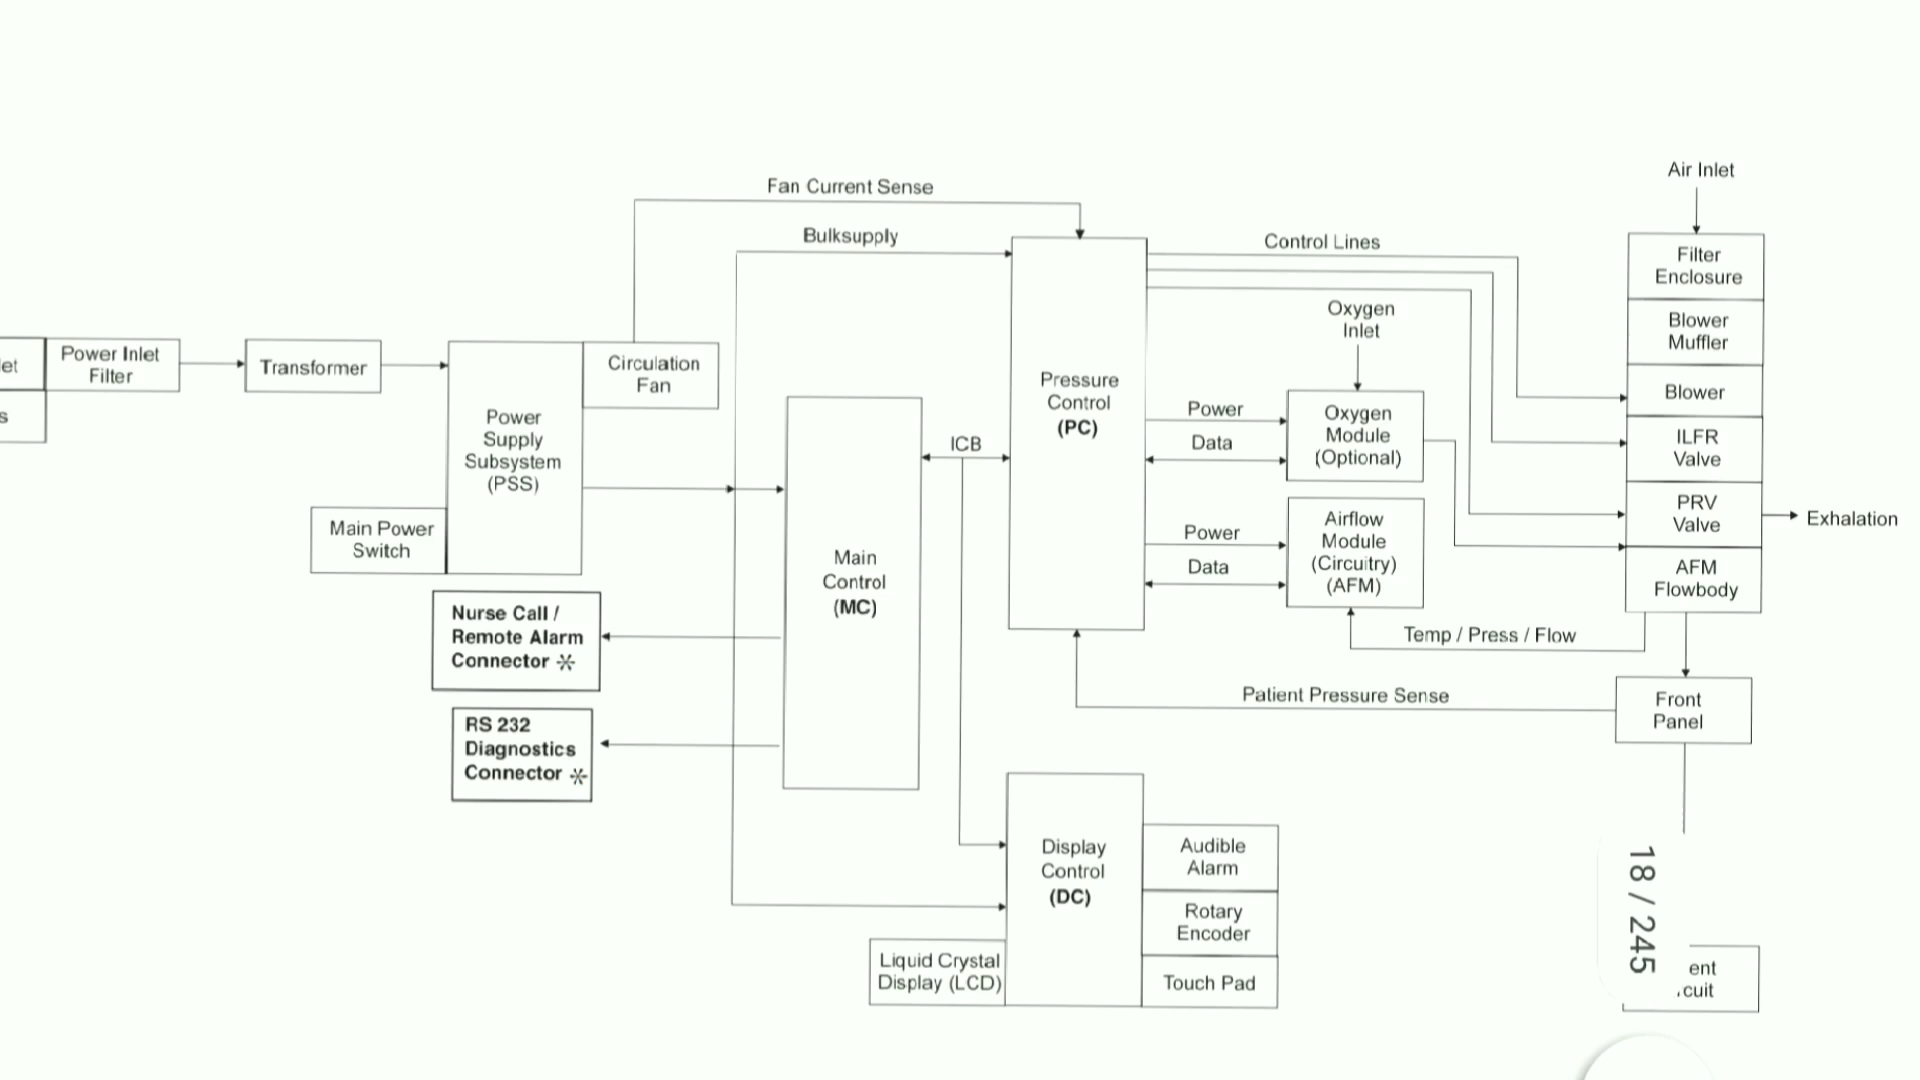 Air Inlet
Fan Current Sense
Bulksupply
Control Lines
Filter
Enclosure
Oxygen
Inlet
Blower
Muffler
Power Inlet
Filter
Transformer
Circulation
Fan
Pressure
Control
(PC)
Blower
Power
Supply
Subsystem
(PSS)
ICB
Power
Data
Oxygen
Module
(Optional)
ILFR
Valve
Main Power
Switch
PRV
Valve
Exhalation
Main
Control
(MC)
Power
Data
Airflow
Module
(Circuitry)
(AFM)
AFM
Flowbody
Nurse Call /
Remote Alarm
Connector *
Temp / Press / Flow
Patient Pressure Sense
Front
Panel
RS 232
Diagnostics
Connector *
Display
Control
(DC)
Audible
Alarm
Rotary
Encoder
Touch Pad
Liquid Crystal
Display (LCD)
18 / 245
ent
cuit